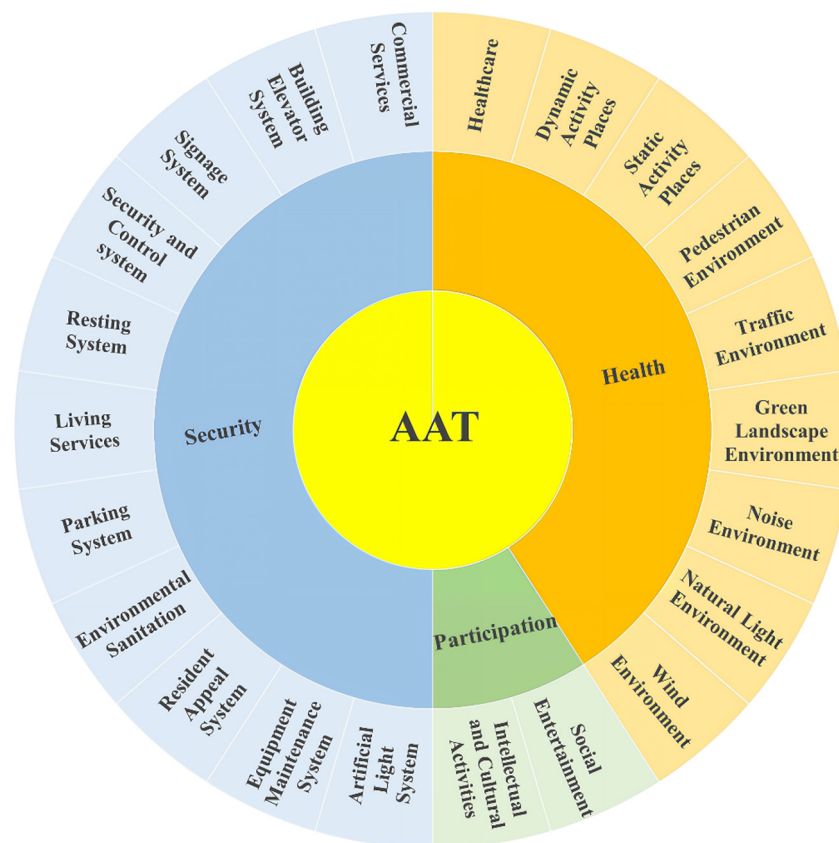 AAT
Health
Participation
Security
Healthcare
Dynamic
Activity
Places
Static
Activity
Places
Pedestrian
Environment
Traffic
Environment
Green
Landscape
Environment
Noise
Environment
Natural Light
Environment
Wind
Environment
Social
Entertainment
Intellectual
and Cultural
Activities
Artificial
Light
System
Equipment
Maintenance
System
Resident
Appeal
System
Environmental
Sanitation
Parking
System
Living
Services
Resting
System
Security and
Control
system
Signage
System
Building
Elevator
System
Commercial
Services